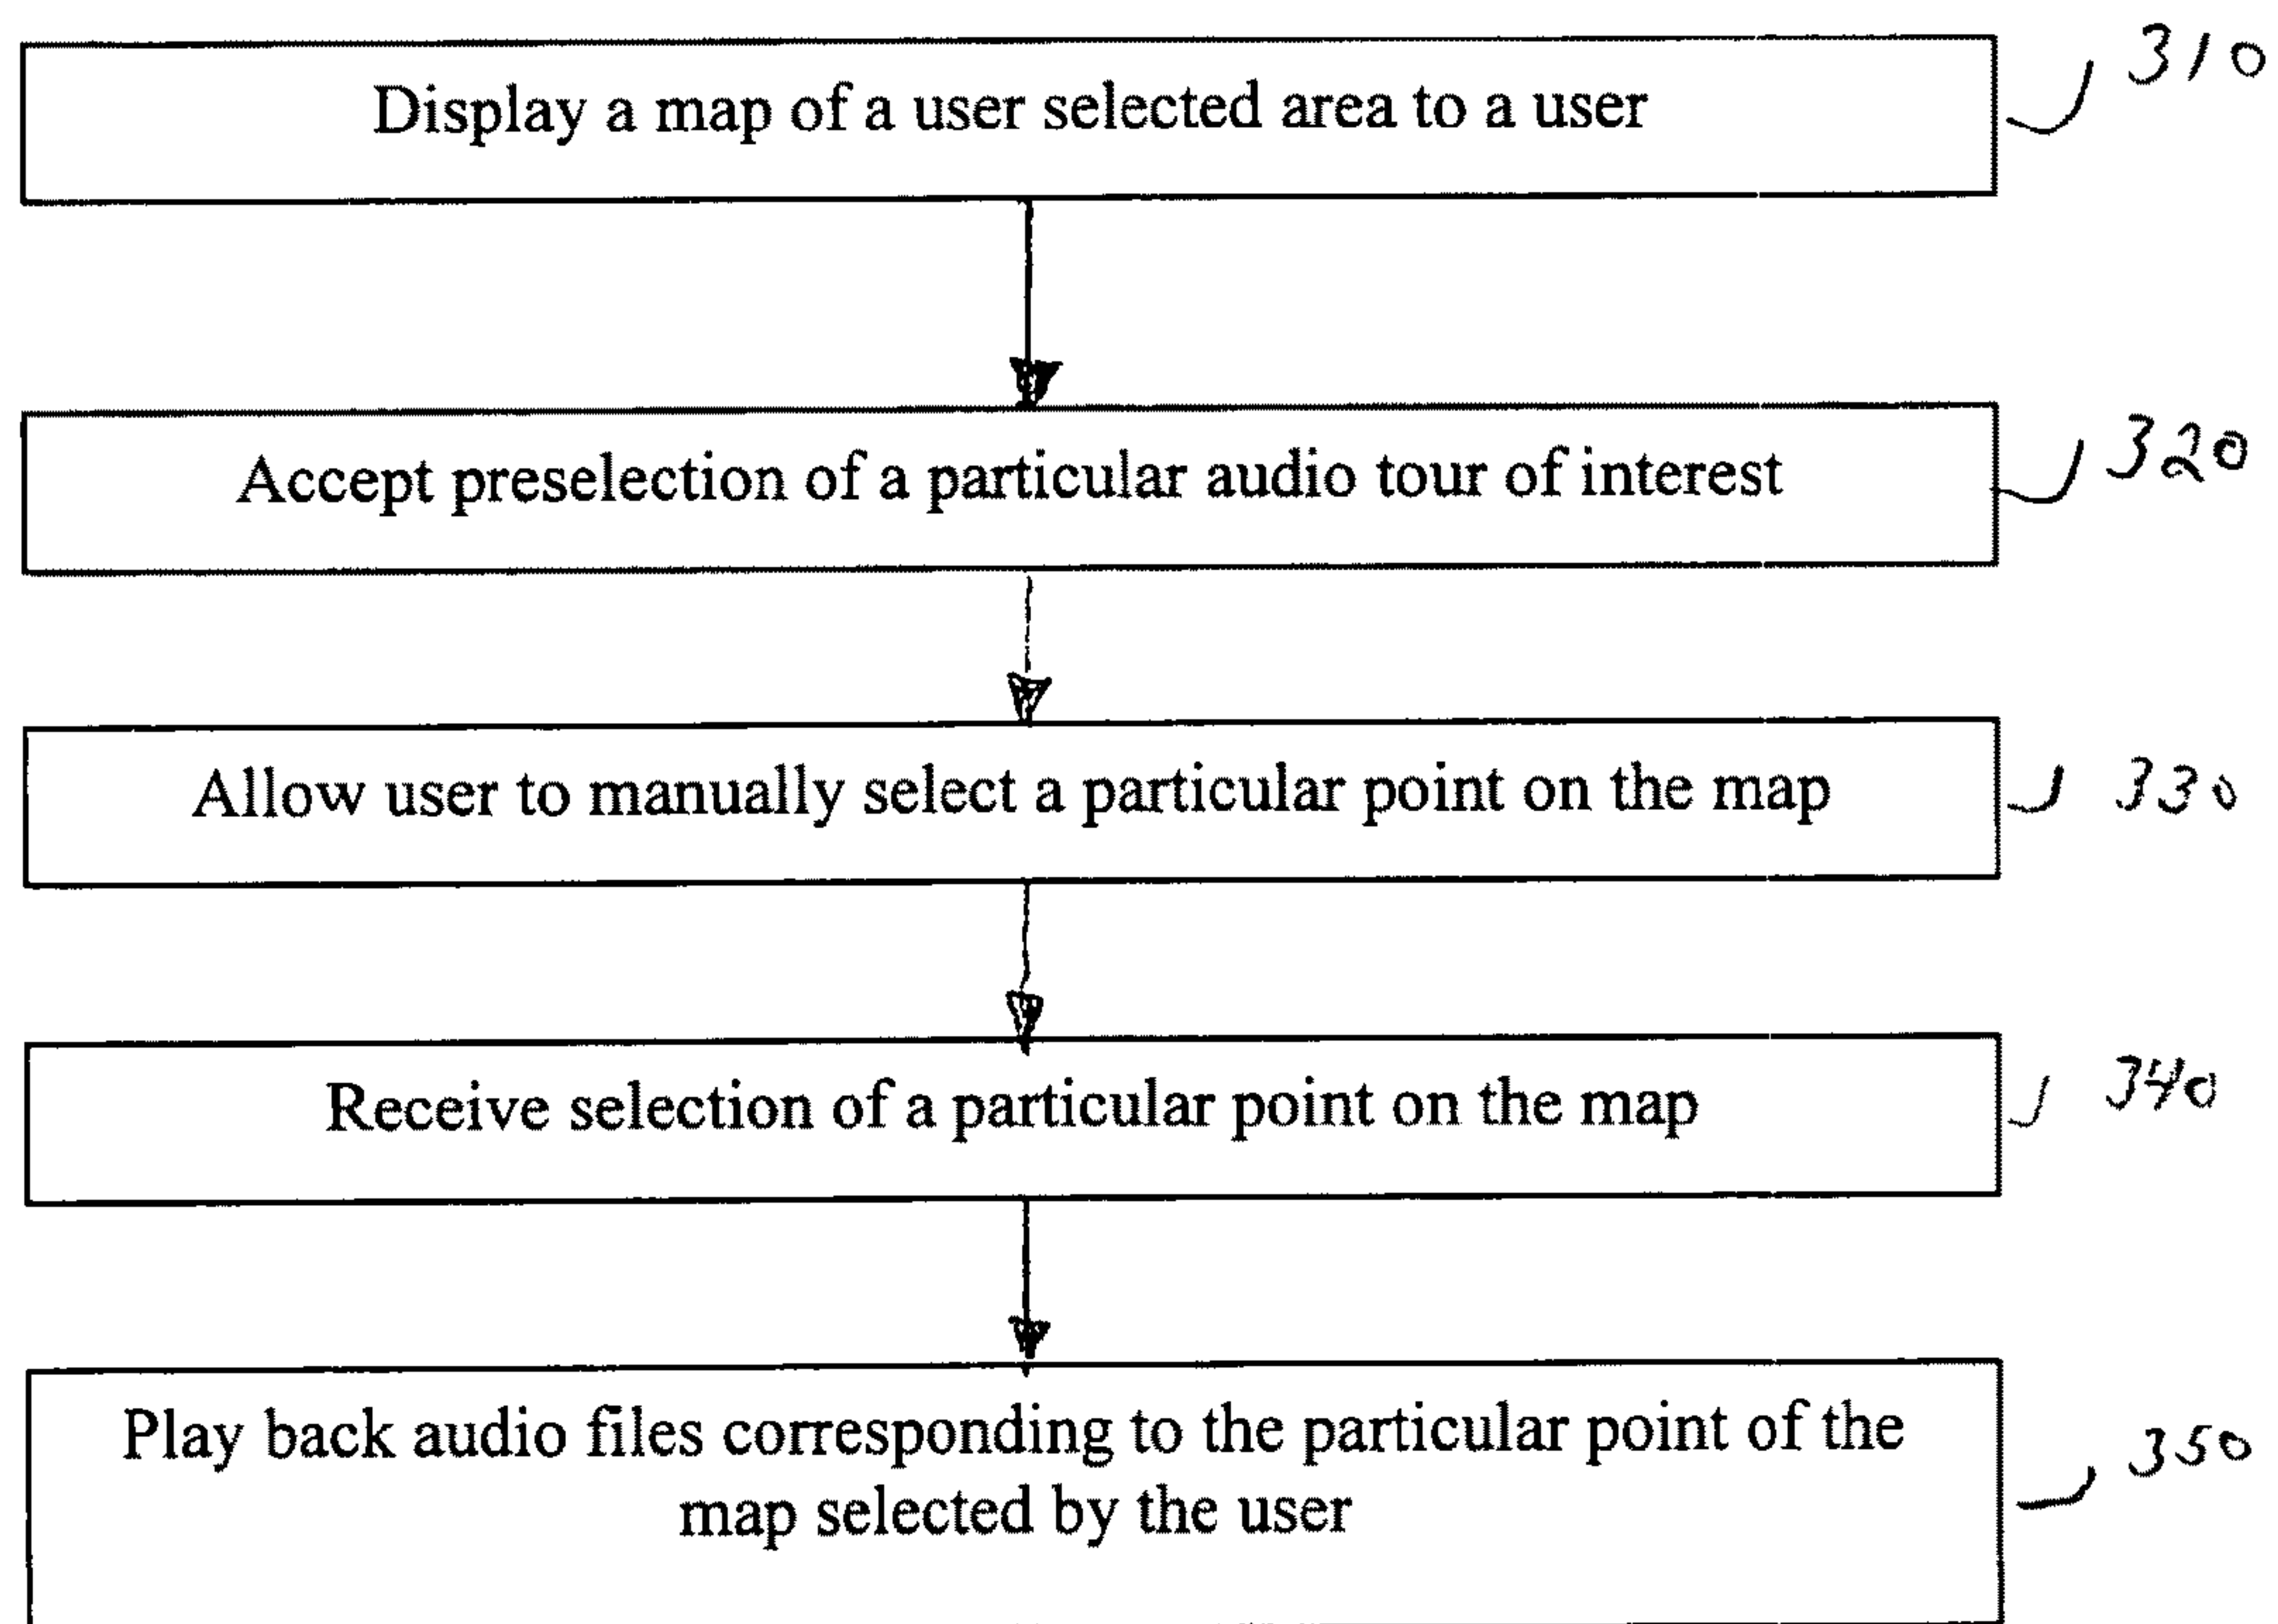 Display a map of a user selected area to a user
310
Accept preselection of a particular audio tour of interest
320
Allow user to manually select a particular point on the map
330
Receive selection of a particular point on the map
340
Play back audio files corresponding to the particular point of the
map selected by the user
350